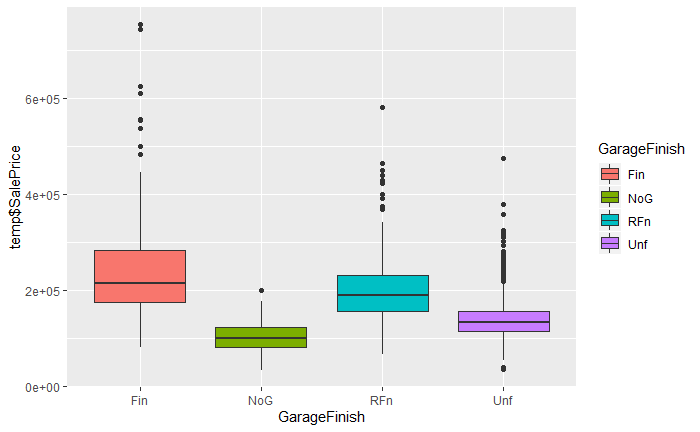 temp$SalePrice
6e+05
4e+05
2e+05
0e+00
Fin NoG RFn Unf
GarageFinish
GarageFinish
Fin
NoG
RFn
Unf